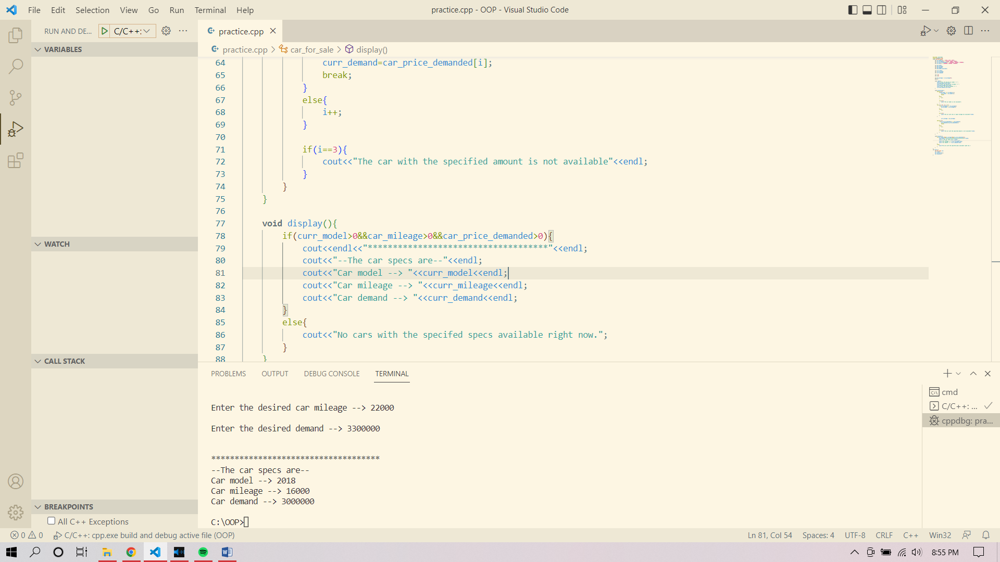 File Edit Selection View Go Run Terminal Help
practice.cpp - OOP - Visual Studio Code
RUN AND DE...
C/C++:
VARIABLES
WATCH
CALL STACK
BREAKPOINTS
All C++ Exceptions
practice.cpp
practice.cpp > car_for_sale > display()
64 curr_demand=car_price_demanded[i];
65 break;
66 }
67 else{
68 i++;
69 }
70
71 if(i==3){
72 cout<<"The car with the specified amount is not available"<<endl;
73 }
74 }
75 }
76
77 void display(){
78 if(curr_model>0&&car_mileage>0&&car_price_demanded>0){
79 cout<<endl<<"************************************"<<endl;
80 cout<<"--The car specs are--"<<endl;
81 cout<<"Car model --> "<<curr_model<<endl;
82 cout<<"Car mileage --> "<<curr_mileage<<endl;
83 cout<<"Car demand --> "<<curr_demand<<endl;
84 }
85 else{
86 cout<<"No cars with the specifed specs available right now.";
87 }
88 }
PROBLEMS OUTPUT DEBUG CONSOLE TERMINAL
Enter the desired car mileage --> 22000
Enter the desired demand --> 3300000
************************************
--The car specs are--
Car model --> 2018
Car mileage --> 16000
Car demand --> 3000000
C:\OOP>
cmd
C/C++: ...
cppdbg: pra...
0 0 C/C++: cpp.exe build and debug active file (OOP)
Ln 81, Col 54 Spaces: 4 UTF-8 CRLF C++ Win32
8:55 PM